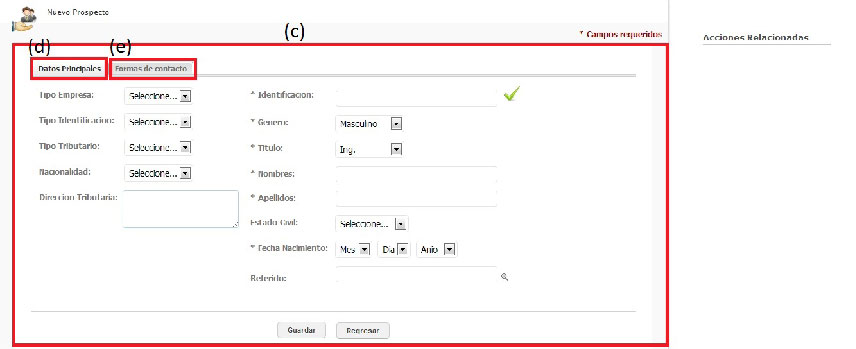 Nuevo Prospecto
(c)
* Campos requeridos
Acciones Relacionadas
(d) (e)
Datos Principales Formas de contacto
Tipo Empresa: Seleccione... * Identificacion:
Tipo Identificacion: Seleccione... * Genero: Masculino
Tipo Tributario: Seleccione... * Titulo: Ing.
Nacionalidad: Seleccione... * Nombres:
Direccion Tributaria: * Apellidos:
Estado Civil: Seleccione...
* Fecha Nacimiento: Mes Dia Anio
Referido:
Guardar Regresar